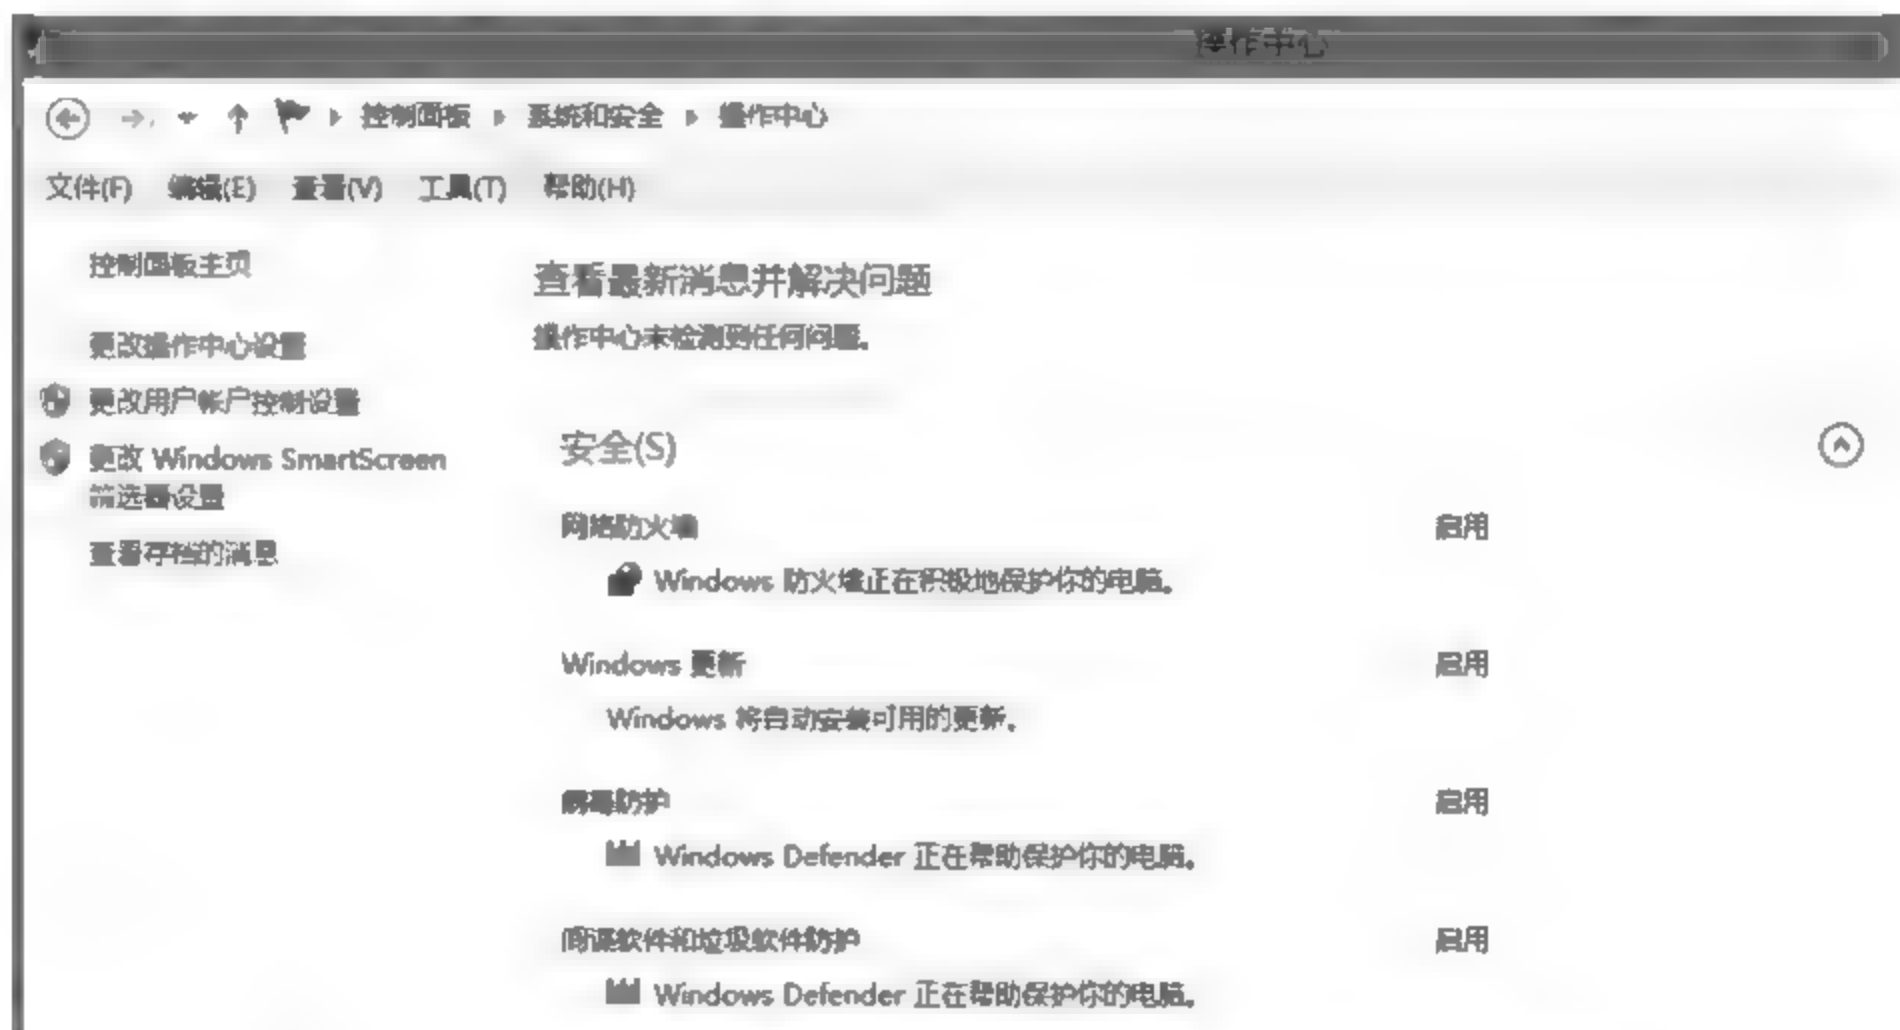 操作中心
控制面板 系统和安全 操作中心
文件(F) 编辑(E) 查看(V) 工具(T) 帮助(H)
控制面板主页
更改操作中心设置
更改用户帐户控制设置
更改 Windows SmartScreen
筛选器设置
查看存档的消息
查看最新消息并解决问题
操作中心未检测到任何问题。
安全(S)
网络防火墙 启用
Windows 防火墙正在积极地保护你的电脑。
Windows 更新 启用
Windows 将自动安装可用的更新。
病毒防护 启用
Windows Defender 正在帮助保护你的电脑。
间谍软件和垃圾软件防护 启用
Windows Defender 正在帮助保护你的电脑。